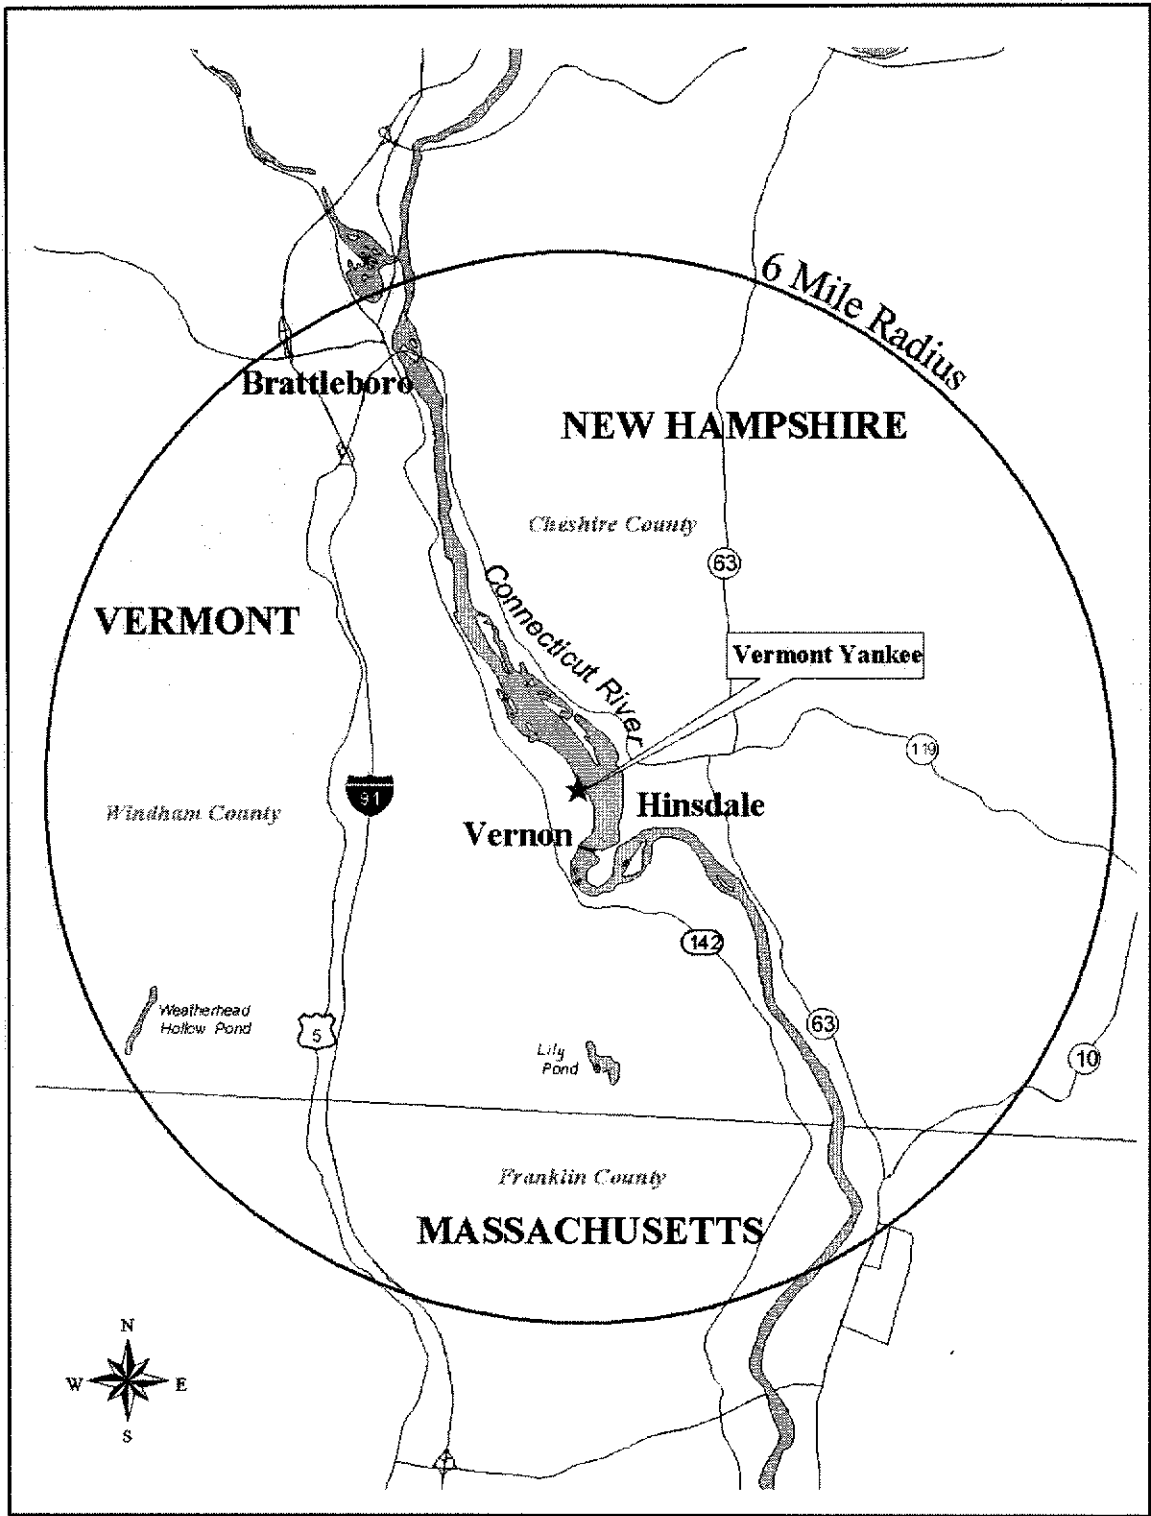 6 Mile Radius
Brattleboro
NEW HAMPSHIRE
Cheshire County
63
Connecticut River
VERMONT
Vermont Yankee
119
91
Windham County
Hinsdale
Vernon
142
Weatherhead
Hollow Pond
5
63
Lily
Pond
10
Franklin County
MASSACHUSETTS
N
W
E
S